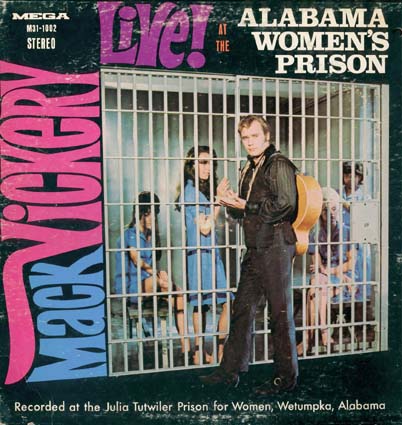 MEGA
M31-1002
STEREO
LiVe!
AT
THE
ALABAMA
WOMEN'S
PRISON
Mack Vickery
Recorded at the Julia Tutwiler Prison for Women, Wetumpka, Alabama